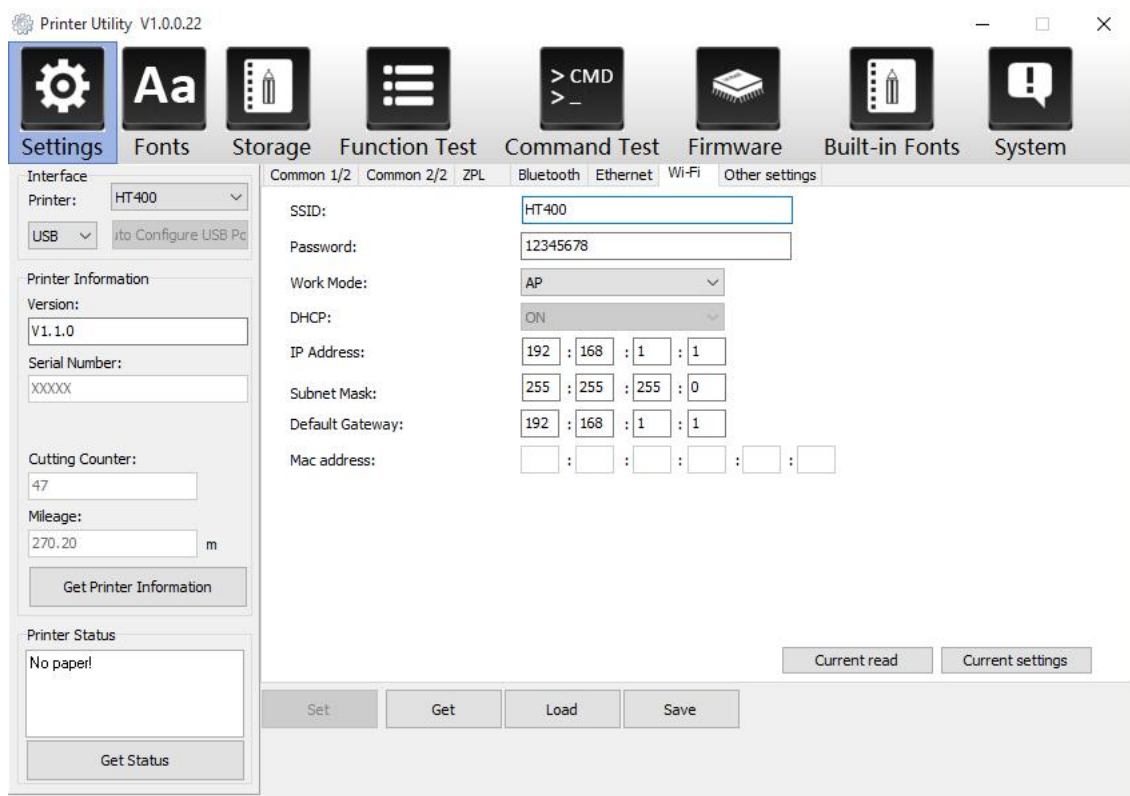 Printer Utility V1.0.0.22
> CMD
> _
Aa
Settings Fonts Storage Function Test Command Test Firmware Built-in Fonts System
Interface
Printer: HT400
USB uto Configure USB Pc
Printer Information
Version:
V1.1.0
Serial Number:
XXXXX
Cutting Counter:
47
Mileage:
270.20 m
Get Printer Information
Printer Status
No paper!
Get Status
Common 1/2 Common 2/2 ZPL Bluetooth Ethernet Wi-Fi Other settings
SSID: HT400
Password: 12345678
Work Mode: AP
DHCP: ON
IP Address: 192 : 168 : 1 : 1
Subnet Mask: 255 : 255 : 255 : 0
Default Gateway: 192 : 168 : 1 : 1
Mac address: : : : : :
Current read Current settings
Set Get Load Save